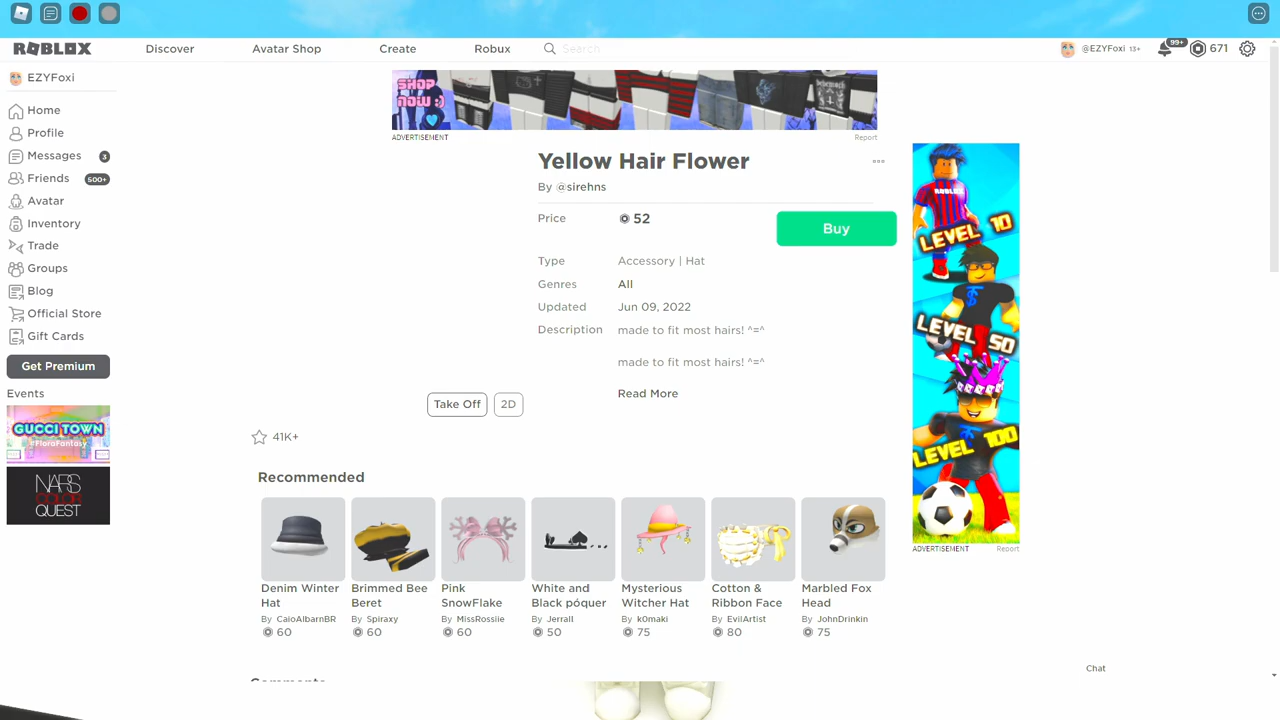 ROBLOX
Discover
Avatar Shop
Create
Robux
Search
@EZYFoxi 13+
99+
671
EZYFoxi
Home
Profile
Messages 3
Friends 500+
Avatar
Inventory
Trade
Groups
Blog
Official Store
Gift Cards
Get Premium
Events
GUCCI TOWN
#FloraFantasy
NARS
COLOR
QUEST
SHOP
NOW :)
ADVERTISEMENT
Report
Yellow Hair Flower
By @sirehns
Price 52
Buy
Type Accessory | Hat
Genres All
Updated Jun 09, 2022
Description made to fit most hairs! ^=^
made to fit most hairs! ^=^
Read More
Take Off
2D
41K+
ROBLOX
LEVEL 10
LEVEL 50
LEVEL 100
ADVERTISEMENT
Report
Recommended
Denim Winter
Hat
By CaioAlbarnBR
60
Brimmed Bee
Beret
By Spiraxy
60
Pink
SnowFlake
By MissRossiie
60
White and
Black póquer
By Jerrall
50
Mysterious
Witcher Hat
By k0maki
75
Cotton &
Ribbon Face
By EvilArtist
80
Marbled Fox
Head
By JohnDrinkin
75
Comments
Chat